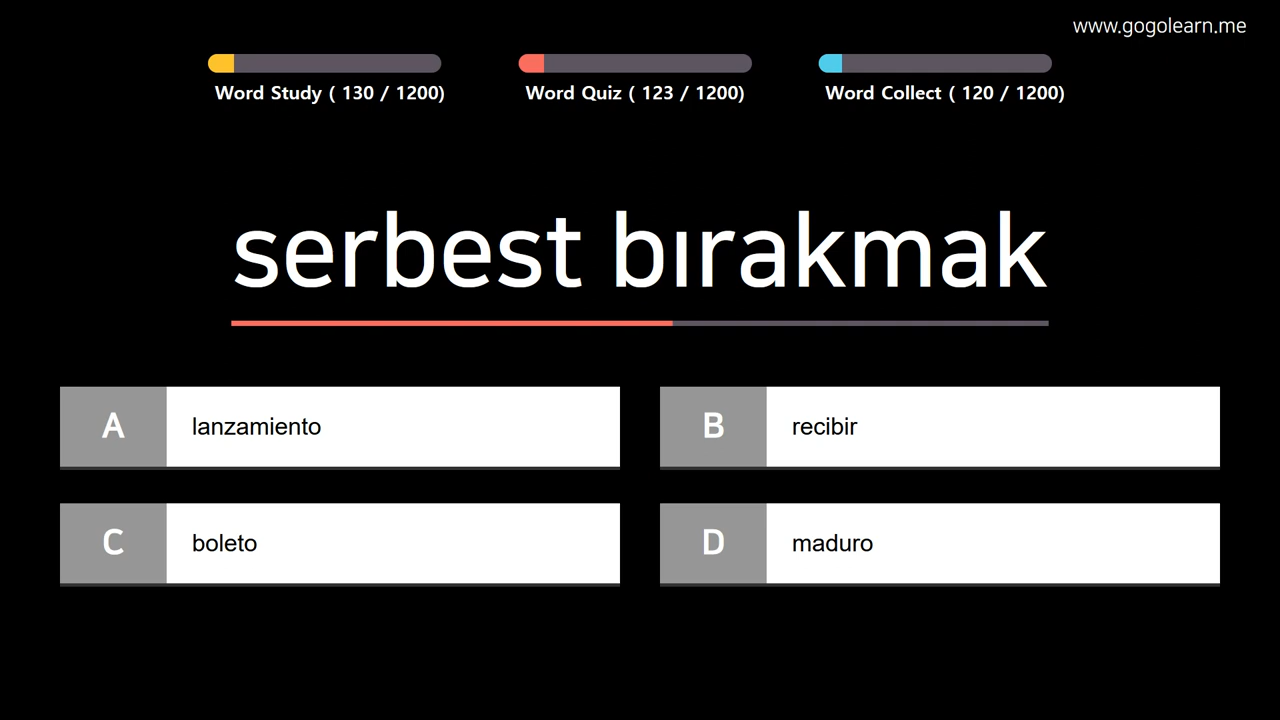 www.gogolearn.me
Word Study ( 130 / 1200)
Word Quiz ( 123 / 1200)
Word Collect ( 120 / 1200)
serbest bırakmak
A lanzamiento
B recibir
C boleto
D maduro